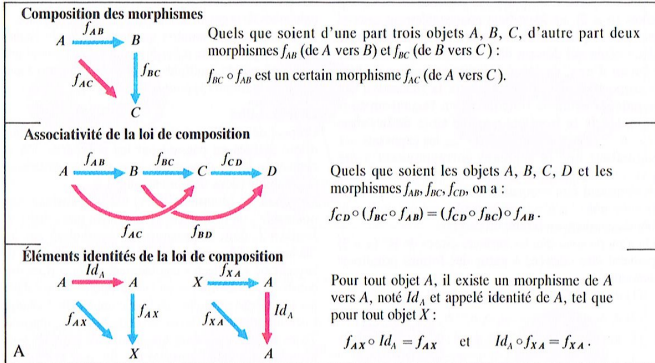 Composition des morphismes
f_AB
A B
f_AC f_BC
C
Quels que soient d'une part trois objets A, B, C, d'autre part deux
morphismes f_AB (de A vers B) et f_BC (de B vers C) :
f_BC ∘ f_AB est un certain morphisme f_AC (de A vers C).
Associativité de la loi de composition
f_AB f_BC f_CD
A B C D
f_AC f_BD
Quels que soient les objets A, B, C, D et les
morphismes f_AB, f_BC, f_CD, on a :
f_CD ∘ (f_BC ∘ f_AB) = (f_CD ∘ f_BC) ∘ f_AB .
Éléments identités de la loi de composition
Id_A f_XA
A A X A
f_AX f_AX f_XA Id_A
X A
Pour tout objet A, il existe un morphisme de A
vers A, noté Id_A et appelé identité de A, tel que
pour tout objet X :
f_AX ∘ Id_A = f_AX et Id_A ∘ f_XA = f_XA .
A